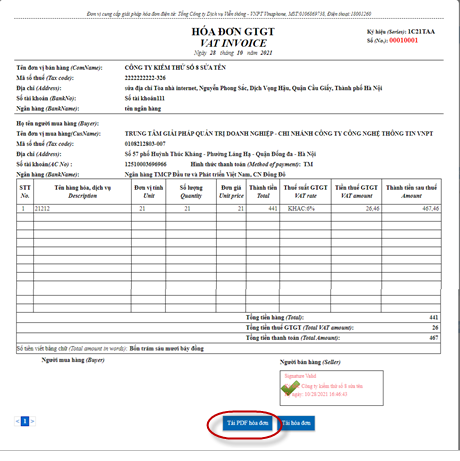 Đơn vị cung cấp giải pháp hóa đơn điện tử: Tổng Công ty Dịch vụ Viễn thông - VNPT Vinaphone, MST:0106869738, Điện thoại:18001260
HÓA ĐƠN GTGT
VAT INVOICE
Ngày 28 tháng 10 năm 2021
Ký hiệu (Series): 1C21TAA
Số (No.): 00010001
Tên đơn vị bán hàng (ComName): CÔNG TY KIỂM THỬ SỐ 8 SỬA TÊN
Mã số thuế (Tax code): 2222222222-326
Địa chỉ (Address): sửa địa chỉ Tòa nhà internet, Nguyễn Phong Sắc, Dịch Vọng Hậu, Quận Cầu Giấy, Thành phố Hà Nội
Số tài khoản (BankNo): Số tài khoản111
Ngân hàng (BankName): tên ngân hàng
Họ tên người mua hàng (Buyer):
Tên đơn vị mua hàng(CusName): TRUNG TÂM GIẢI PHÁP QUẢN TRỊ DOANH NGHIỆP - CHI NHÁNH CÔNG TY CÔNG NGHỆ THÔNG TIN VNPT
Mã số thuế (Tax code): 0108212803-007
Địa chỉ (Address): Số 57 phố Huỳnh Thúc Kháng - Phường Láng Hạ - Quận Đống đa - Hà Nội
Số tài khoản(AC No) : 12510003696966 Hình thức thanh toán (Method of payment): TM
Ngân hàng(BankName): Ngân hàng TMCP Đầu tư và Phát triển Việt Nam, CN Đông Đô
STT Tên hàng hóa, dịch vụ Đơn vị tính Số lượng Đơn giá Thành tiền Thuế suất GTGT Tiền thuế GTGT Thành tiền sau thuế
No. Description Unit Quantity Unit price Total VAT rate VAT amount Amount
1 21212 21 21 21 441 KHAC:6% 26,46 467,46
Tổng tiền hàng (Total): 441
Tổng tiền thuế GTGT (Total VAT amount): 26
Tổng tiền thanh toán (Total Amount): 467
Số tiền viết bằng chữ (Total amount in words): Bốn trăm sáu mươi bảy đồng
Người mua hàng (Buyer) Người bán hàng (Seller)
Signature Valid
Công ty kiểm thử số 8 sửa tên
ngày: 10/28/2021 16:46:43
< 1 >
Tải PDF hóa đơn Tải hóa đơn